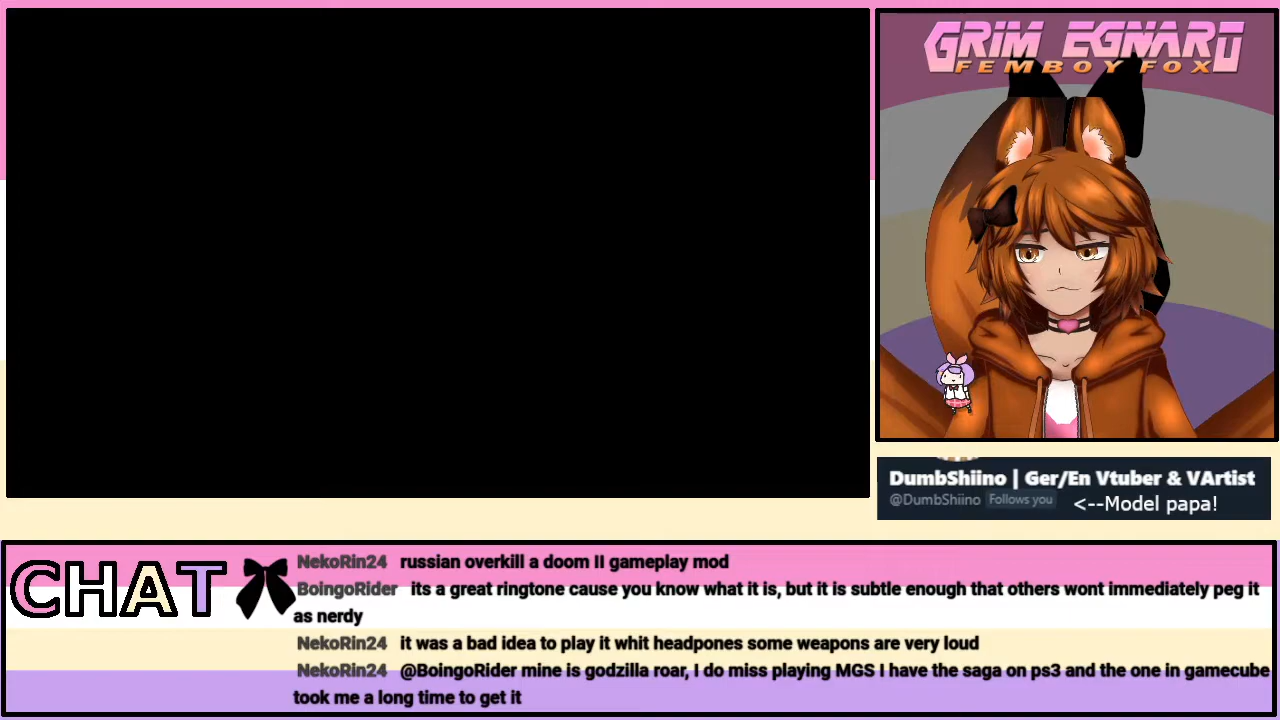 GRIM EGNART
FEMBOY FOX
DumbShiino | Ger/En Vtuber & VArtist
@DumbShiino Follows you <--Model papa!
CHAT
NekoRin24 russian overkill a doom II gameplay mod
BoingoRider its a great ringtone cause you know what it is, but it is subtle enough that others wont immediately peg it
as nerdy
NekoRin24 it was a bad idea to play it whit headpones some weapons are very loud
NekoRin24 @BoingoRider mine is godzilla roar, I do miss playing MGS I have the saga on ps3 and the one in gamecube
took me a long time to get it